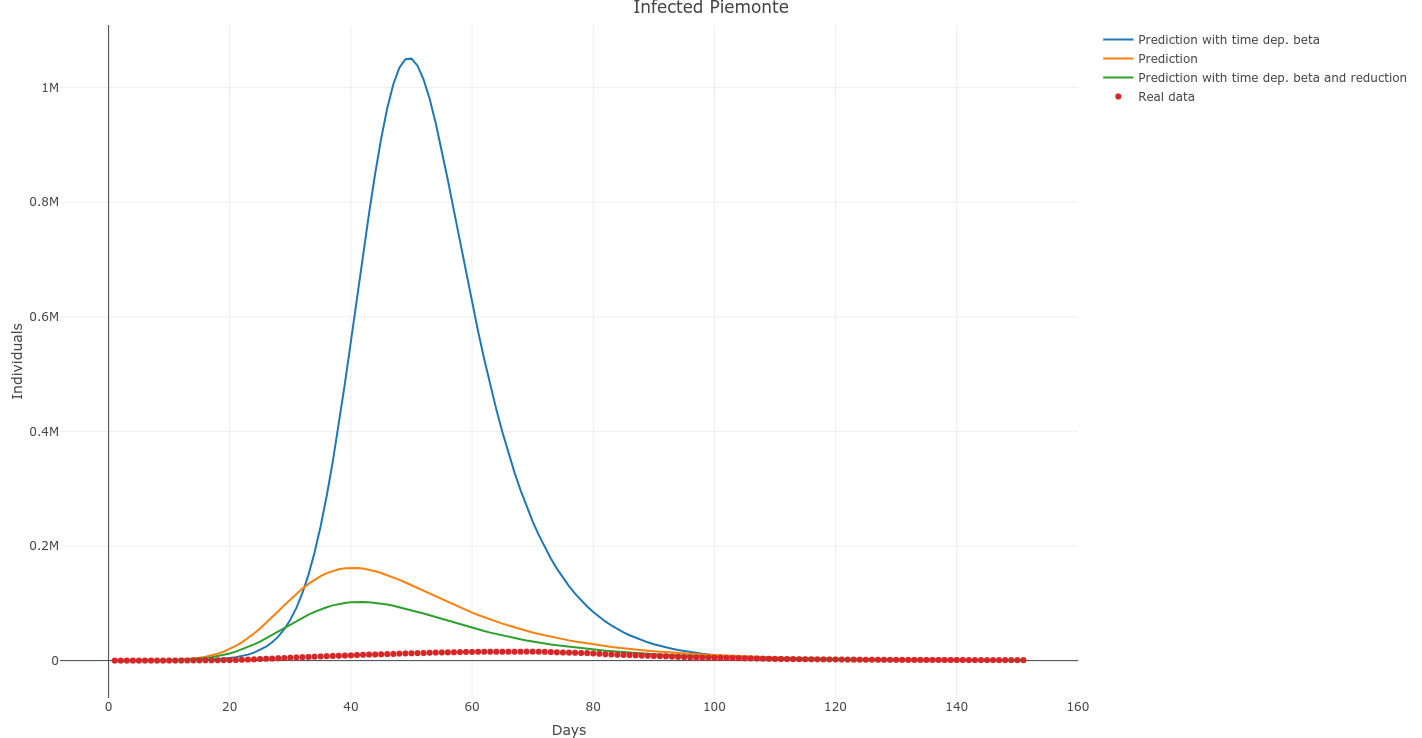 Infected Piemonte
Prediction with time dep. beta
Prediction
Prediction with time dep. beta and reduction
Real data
1M
0.8M
0.6M
0.4M
0.2M
0
Individuals
0 20 40 60 80 100 120 140 160
Days